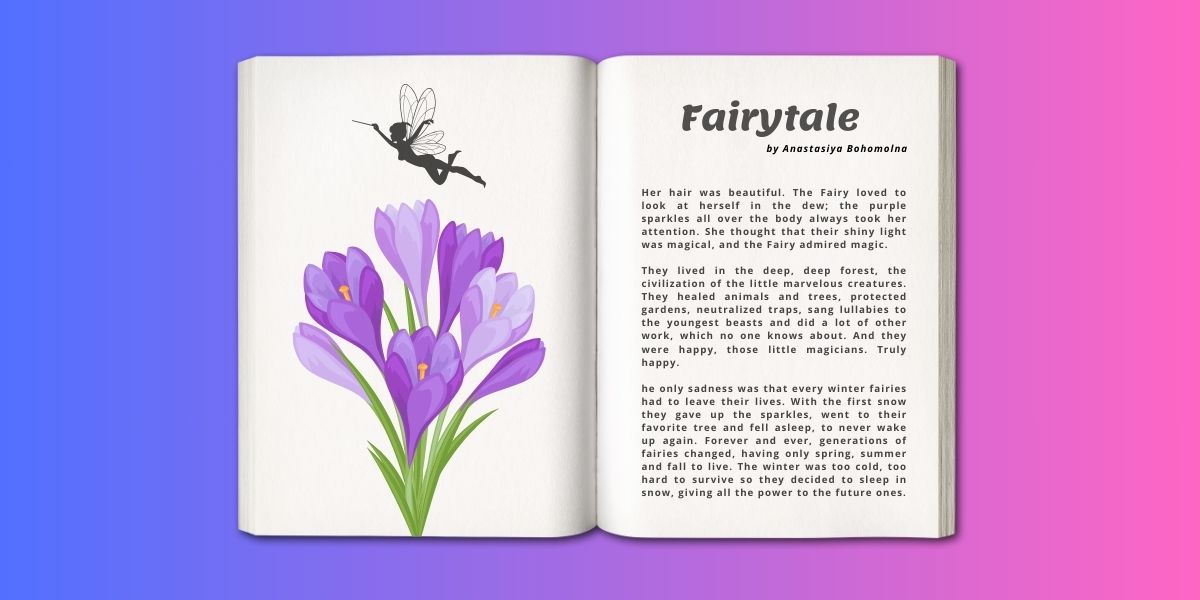 Fairytale
by Anastasiya Bohomolna
Her hair was beautiful. The Fairy loved to
look at herself in the dew; the purple
sparkles all over the body always took her
attention. She thought that their shiny light
was magical, and the Fairy admired magic.
They lived in the deep, deep forest, the
civilization of the little marvelous creatures.
They healed animals and trees, protected
gardens, neutralized traps, sang lullabies to
the youngest beasts and did a lot of other
work, which no one knows about. And they
were happy, those little magicians. Truly
happy.
he only sadness was that every winter fairies
had to leave their lives. With the first snow
they gave up the sparkles, went to their
favorite tree and fell asleep, to never wake
up again. Forever and ever, generations of
fairies changed, having only spring, summer
and fall to live. The winter was too cold, too
hard to survive so they decided to sleep in
snow, giving all the power to the future ones.